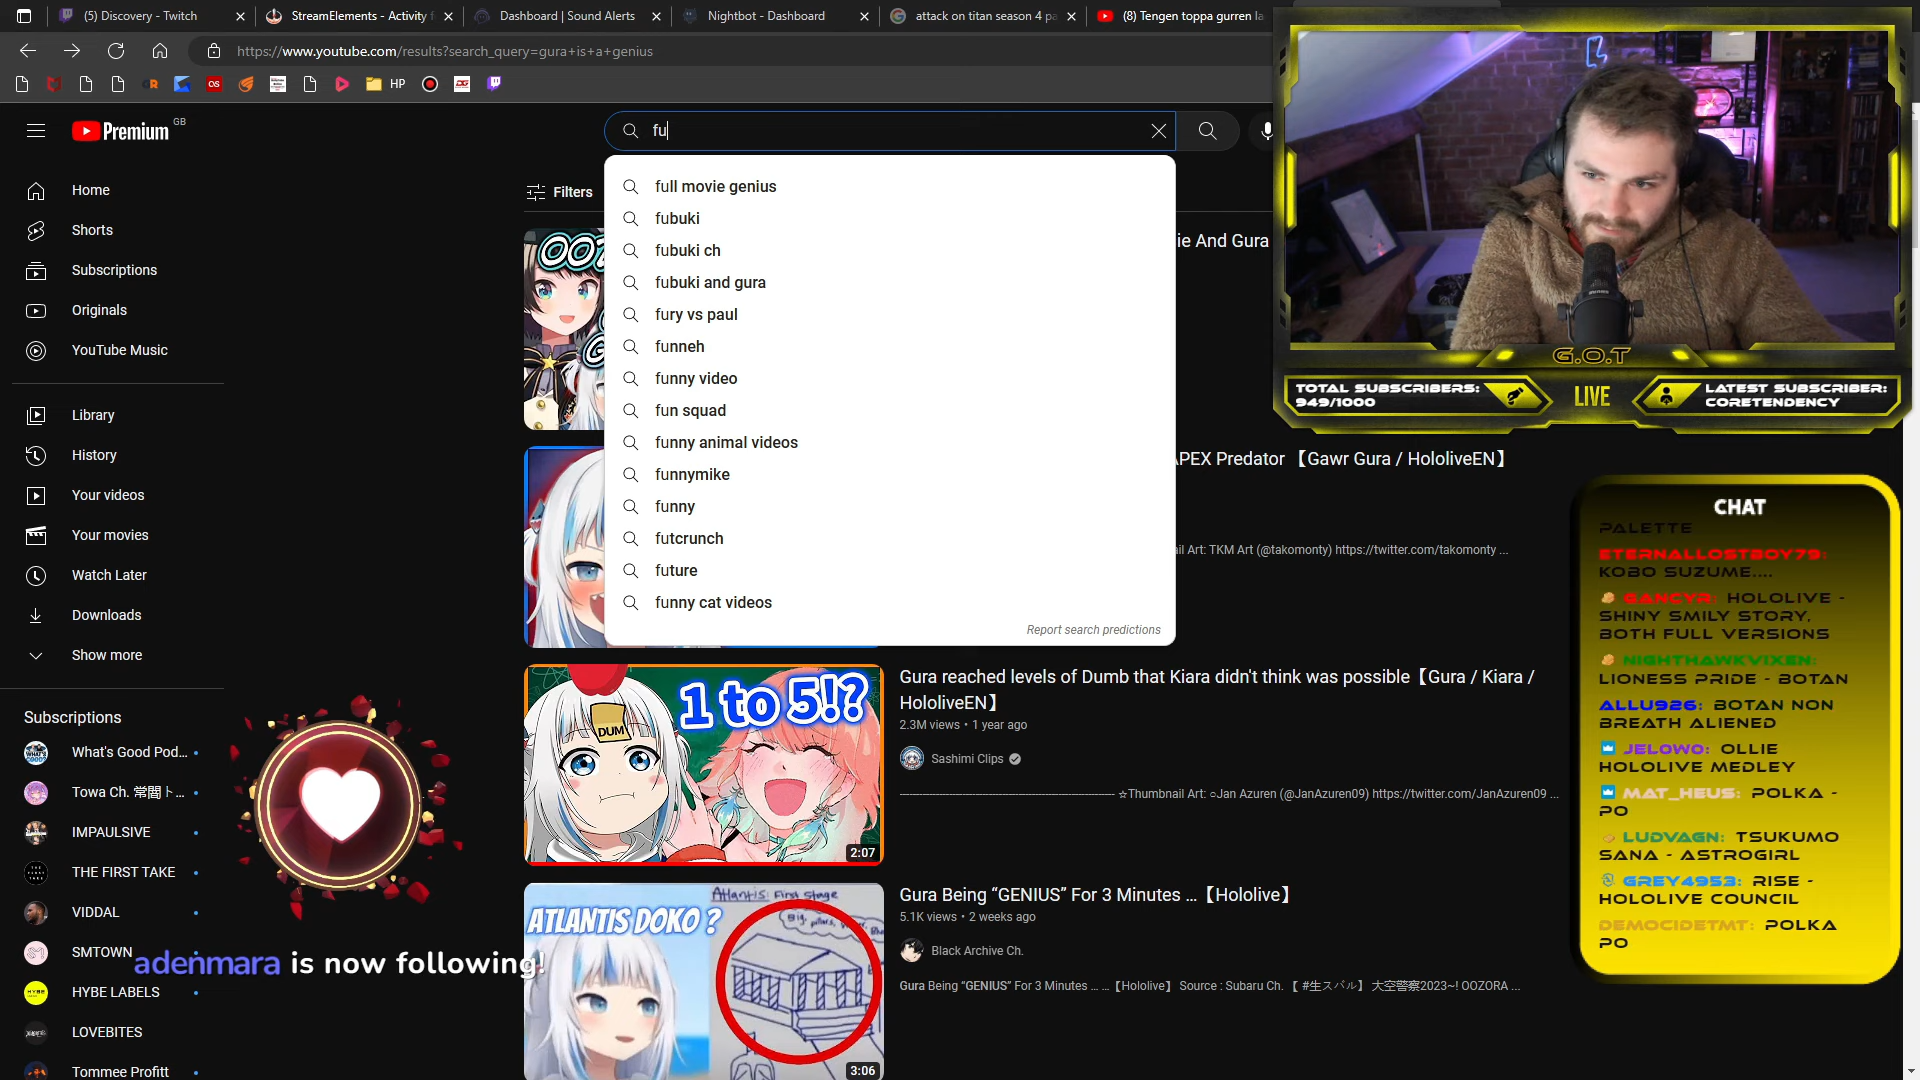 (5) Discovery - Twitch
StreamElements - Activity f
Dashboard | Sound Alerts
Nightbot - Dashboard
attack on titan season 4 pa
(8) Tengen toppa gurren la
https://www.youtube.com/results?search_query=gura+is+a+genius
HP
Premium GB
fu
Home
Shorts
Subscriptions
Originals
YouTube Music
Library
History
Your videos
Your movies
Watch Later
Downloads
Show more
Subscriptions
What's Good Pod...
Towa Ch. 常闇ト...
IMPAULSIVE
THE FIRST TAKE
VIDDAL
SMTOWN
HYBE LABELS
LOVEBITES
Tommee Profitt
adenmara is now following!
Filters
full movie genius
fubuki
fubuki ch
fubuki and gura
fury vs paul
funneh
funny video
fun squad
funny animal videos
funnymike
funny
futcrunch
future
funny cat videos
Report search predictions
ie And Gura
APEX Predator 【Gawr Gura / HololiveEN】
il Art: TKM Art (@takomonty) https://twitter.com/takomonty ...
1 to 5!?
DUM
2:07
Gura reached levels of Dumb that Kiara didn't think was possible【Gura / Kiara /
HololiveEN】
2.3M views • 1 year ago
Sashimi Clips
☆Thumbnail Art: ○Jan Azuren (@JanAzuren09) https://twitter.com/JanAzuren09 ...
Atlantis: First Stage
ATLANTIS DOKO ?
3:06
Gura Being “GENIUS” For 3 Minutes ...【Hololive】
5.1K views • 2 weeks ago
Black Archive Ch.
Gura Being “GENIUS” For 3 Minutes ... ...【Hololive】 Source : Subaru Ch. 【 #生スバル】 大空警察2023~! OOZORA ...
G.O.T
TOTAL SUBSCRIBERS:
949/1000
LIVE
LATEST SUBSCRIBER:
CORETENDENCY
CHAT
PALETTE
ETERNALLOSTBOY79:
KOBO SUZUME....
GANCYR: HOLOLIVE -
SHINY SMILY STORY,
BOTH FULL VERSIONS
NIGHTHAWKVIXEN:
LIONESS PRIDE - BOTAN
ALLU926: BOTAN NON
BREATH ALIENED
JELOWO: OLLIE
HOLOLIVE MEDLEY
MAT_HEUS: POLKA -
PO
LUDVAGN: TSUKUMO
SANA - ASTROGIRL
GREY4953: RISE -
HOLOLIVE COUNCIL
DEMOCIDETMT: POLKA
PO